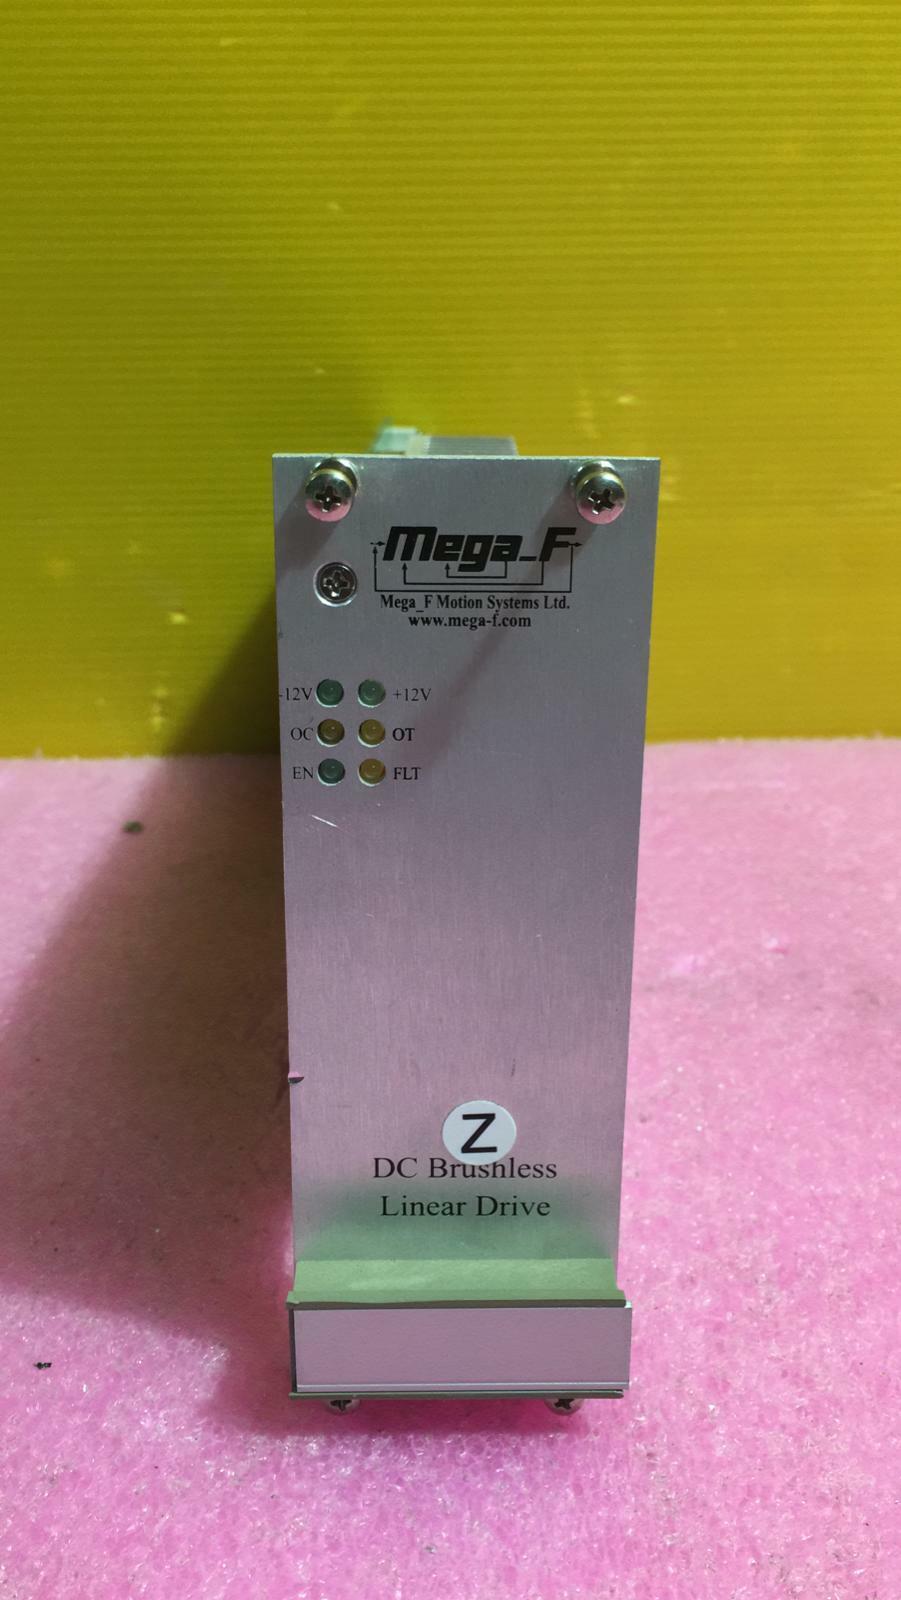 Mega_F
Mega_F Motion Systems Ltd.
www.mega-f.com
-12V +12V
OC OT
EN FLT
Z
DC Brushless
Linear Drive